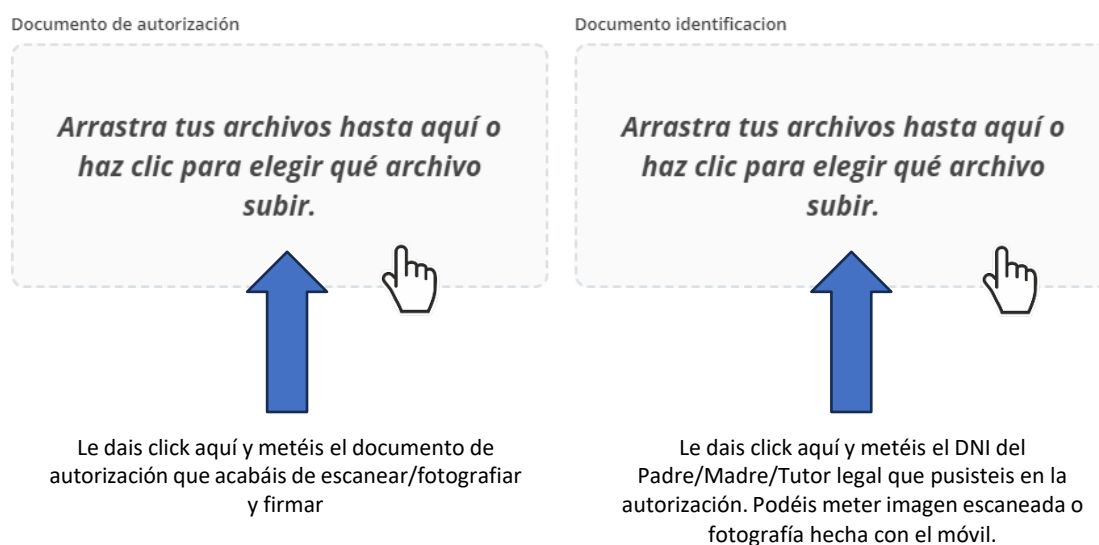 Documento de autorización
Arrastra tus archivos hasta aquí o
haz clic para elegir qué archivo
subir.
Le dais click aquí y metéis el documento de
autorización que acabáis de escanear/fotografiar
y firmar
Documento identificacion
Arrastra tus archivos hasta aquí o
haz clic para elegir qué archivo
subir.
Le dais click aquí y metéis el DNI del
Padre/Madre/Tutor legal que pusisteis en la
autorización. Podéis meter imagen escaneada o
fotografía hecha con el móvil.